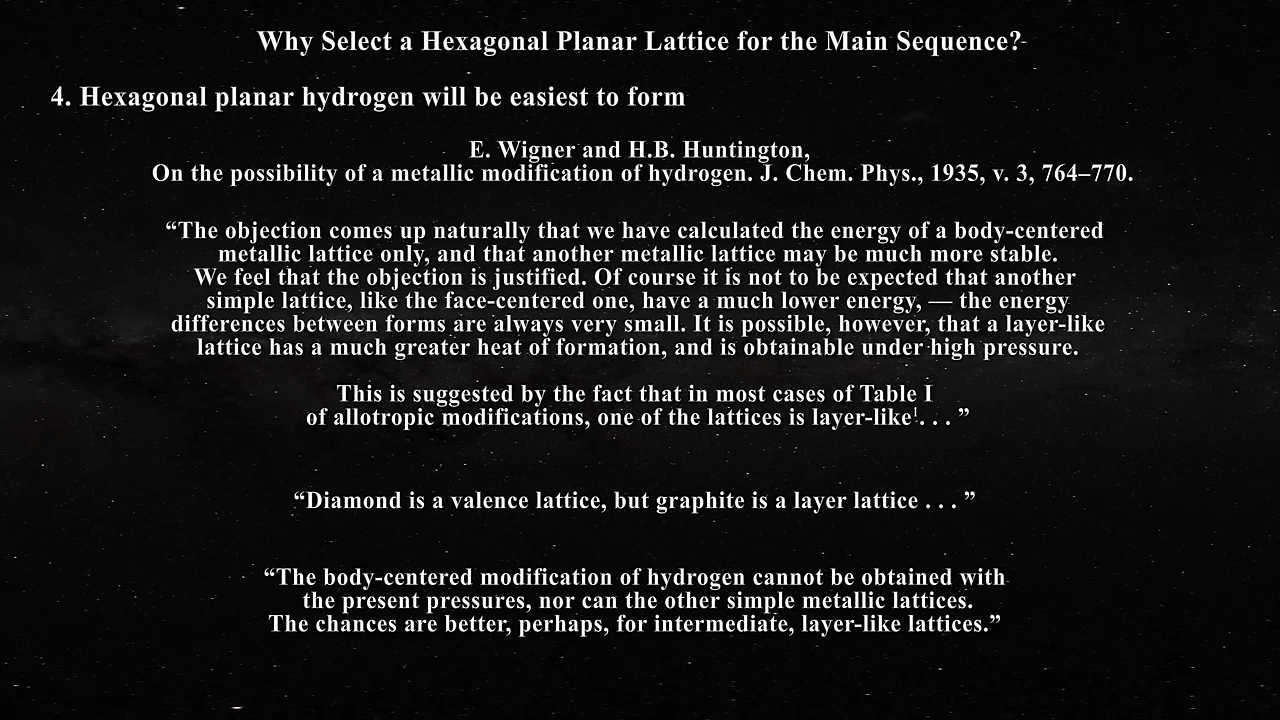 Why Select a Hexagonal Planar Lattice for the Main Sequence?
4. Hexagonal planar hydrogen will be easiest to form
E. Wigner and H.B. Huntington,
On the possibility of a metallic modification of hydrogen. J. Chem. Phys., 1935, v. 3, 764–770.
“The objection comes up naturally that we have calculated the energy of a body-centered
metallic lattice only, and that another metallic lattice may be much more stable.
We feel that the objection is justified. Of course it is not to be expected that another
simple lattice, like the face-centered one, have a much lower energy, — the energy
differences between forms are always very small. It is possible, however, that a layer-like
lattice has a much greater heat of formation, and is obtainable under high pressure.
This is suggested by the fact that in most cases of Table I
of allotropic modifications, one of the lattices is layer-like¹. . . ”
“Diamond is a valence lattice, but graphite is a layer lattice . . . ”
“The body-centered modification of hydrogen cannot be obtained with
the present pressures, nor can the other simple metallic lattices.
The chances are better, perhaps, for intermediate, layer-like lattices.”